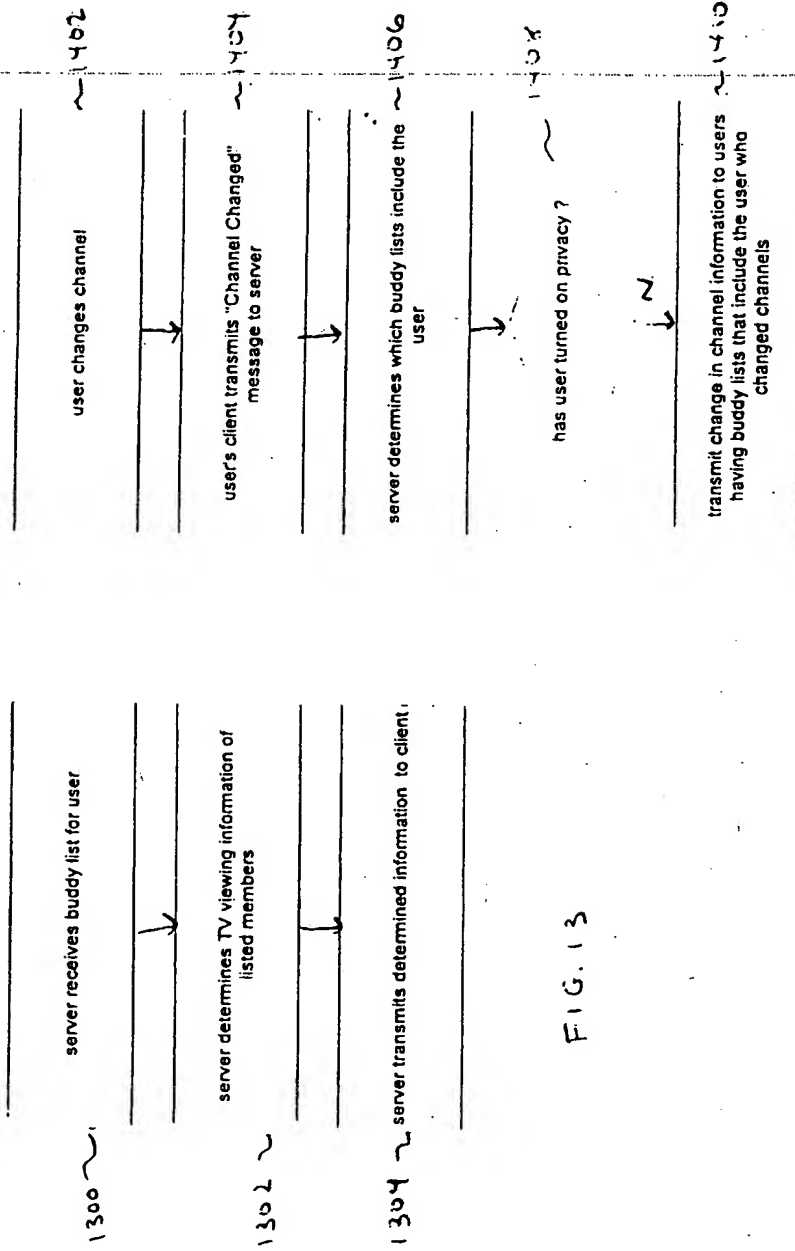 1300
server receives buddy list for user
1302
server determines TV viewing information of
listed members
1304
server transmits determined information to client
FIG. 13
user changes channel
1402
user's client transmits "Channel Changed"
message to server
1404
server determines which buddy lists include the
user
1406
has user turned on privacy ?
1408
N
transmit change in channel information to users
having buddy lists that include the user who
changed channels
1410